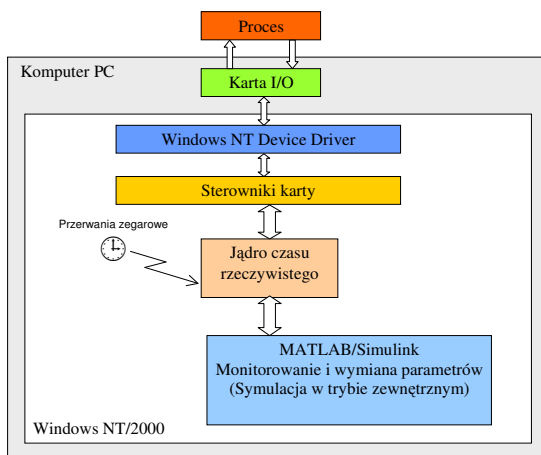 Proces
Komputer PC
Karta I/O
Windows NT Device Driver
Sterowniki karty
Przerwania zegarowe
Jądro czasu
rzeczywistego
MATLAB/Simulink
Monitorowanie i wymiana parametrów
(Symulacja w trybie zewnętrznym)
Windows NT/2000